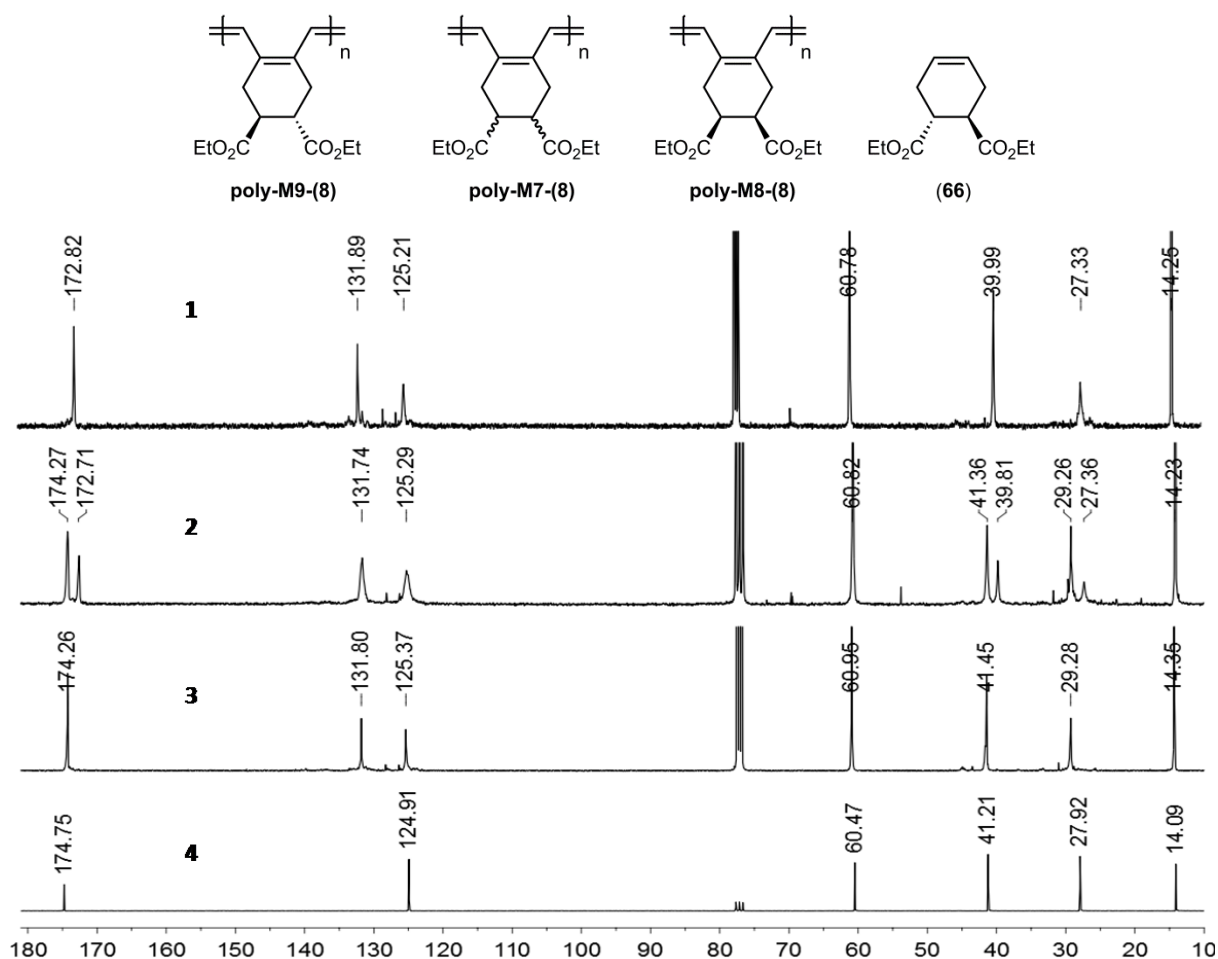 n n n
EtO₂C CO₂Et EtO₂C CO₂Et EtO₂C CO₂Et EtO₂C CO₂Et
poly-M9-(8) poly-M7-(8) poly-M8-(8) (66)
172.82 131.89 125.21 60.78 39.99 27.33 14.25
1
174.27 172.71 131.74 125.29 60.82 41.36 39.81 29.26 27.36 14.23
2
174.26 131.80 125.37 60.95 41.45 29.28 14.35
3
174.75 124.91 60.47 41.21 27.92 14.09
4
180 170 160 150 140 130 120 110 100 90 80 70 60 50 40 30 20 10